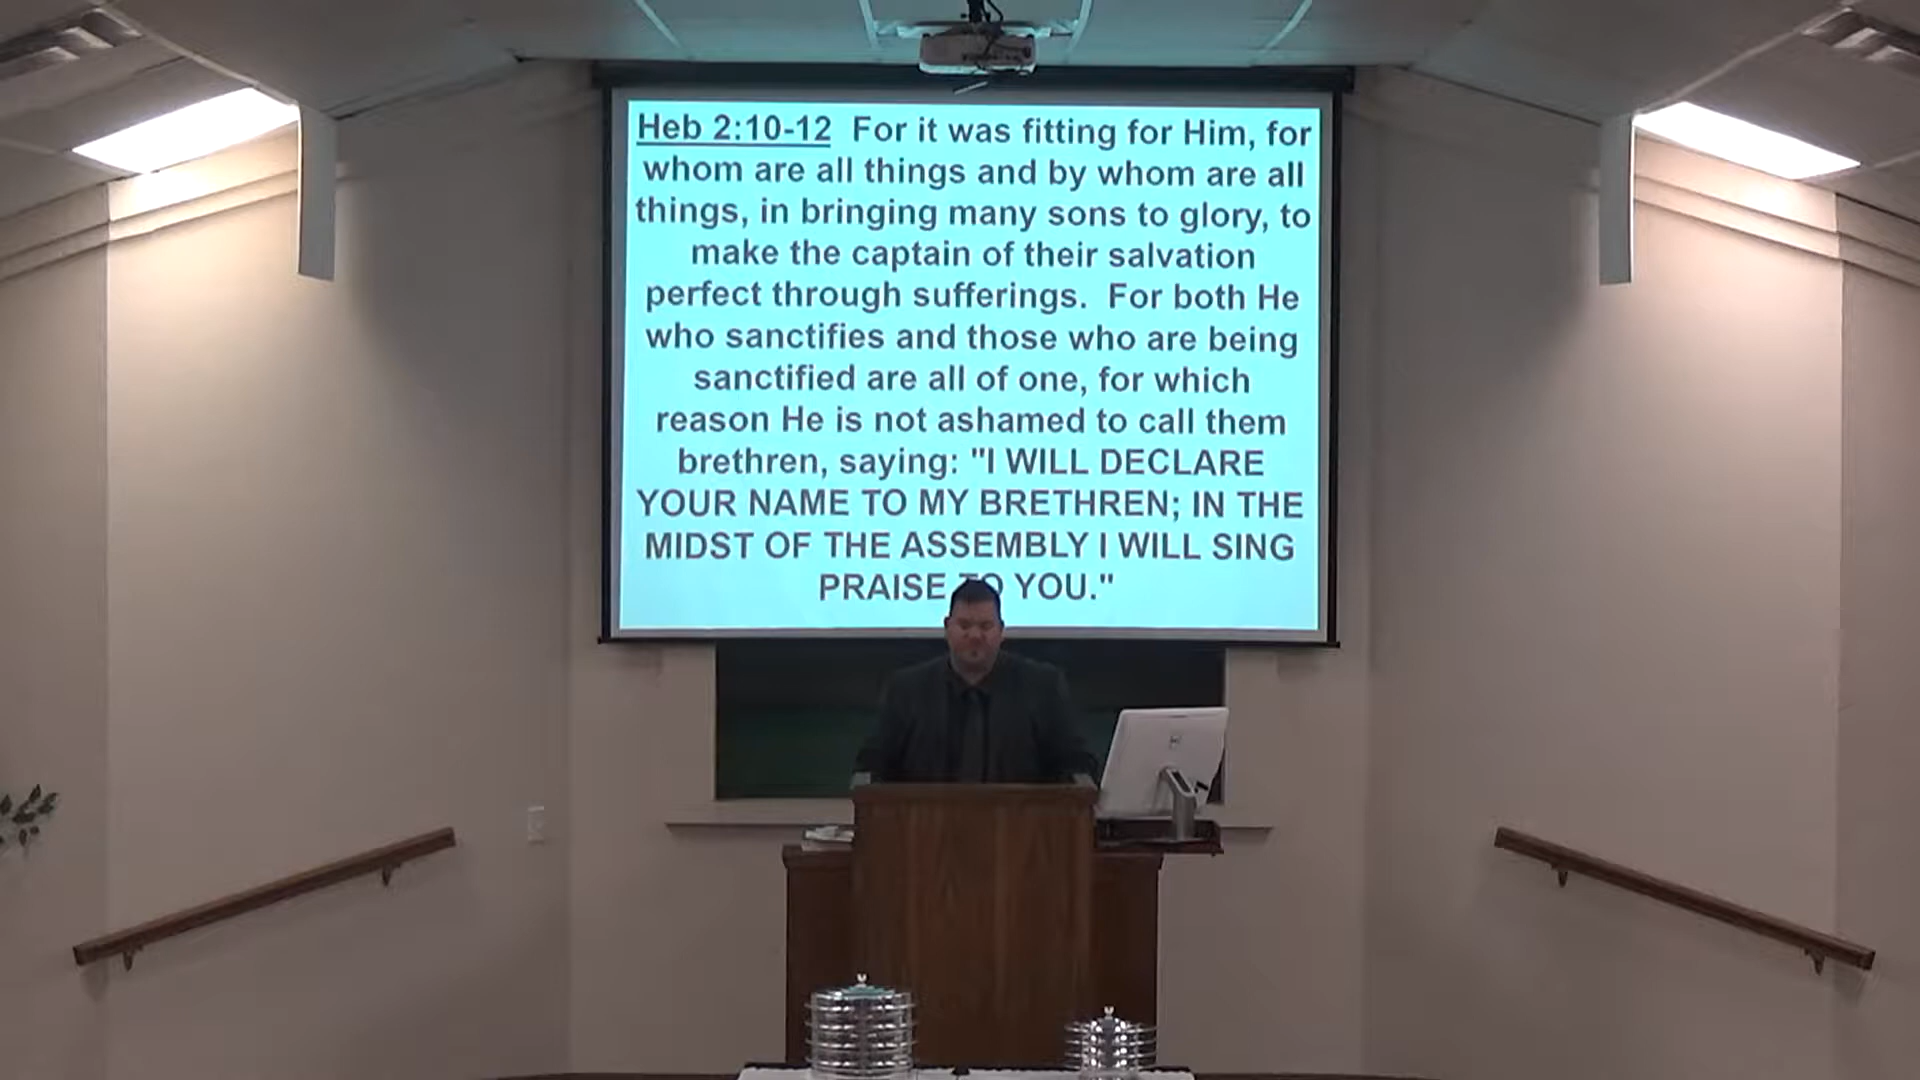 Heb 2:10-12 For it was fitting for Him, for
whom are all things and by whom are all
things, in bringing many sons to glory, to
make the captain of their salvation
perfect through sufferings. For both He
who sanctifies and those who are being
sanctified are all of one, for which
reason He is not ashamed to call them
brethren, saying: "I WILL DECLARE
YOUR NAME TO MY BRETHREN; IN THE
MIDST OF THE ASSEMBLY I WILL SING
PRAISE TO YOU."